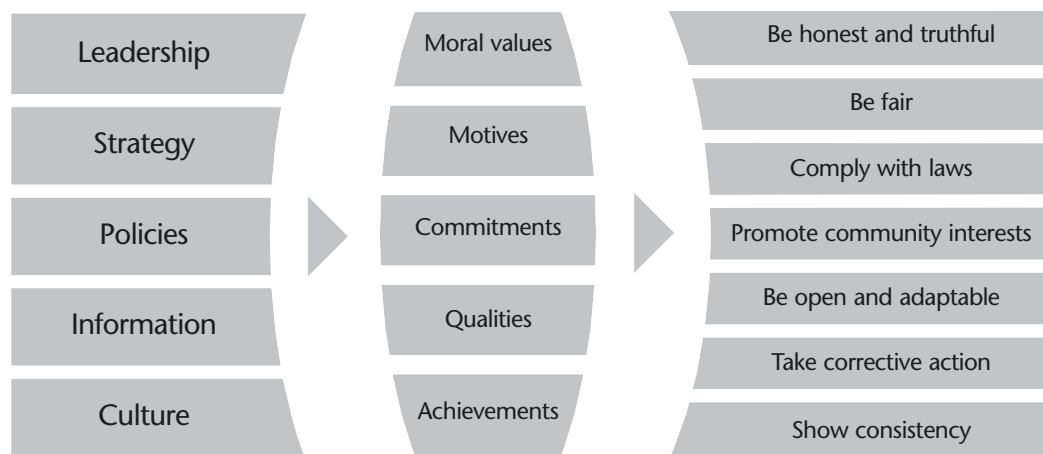 Leadership
Strategy
Policies
Information
Culture
Moral values
Motives
Commitments
Qualities
Achievements
Be honest and truthful
Be fair
Comply with laws
Promote community interests
Be open and adaptable
Take corrective action
Show consistency